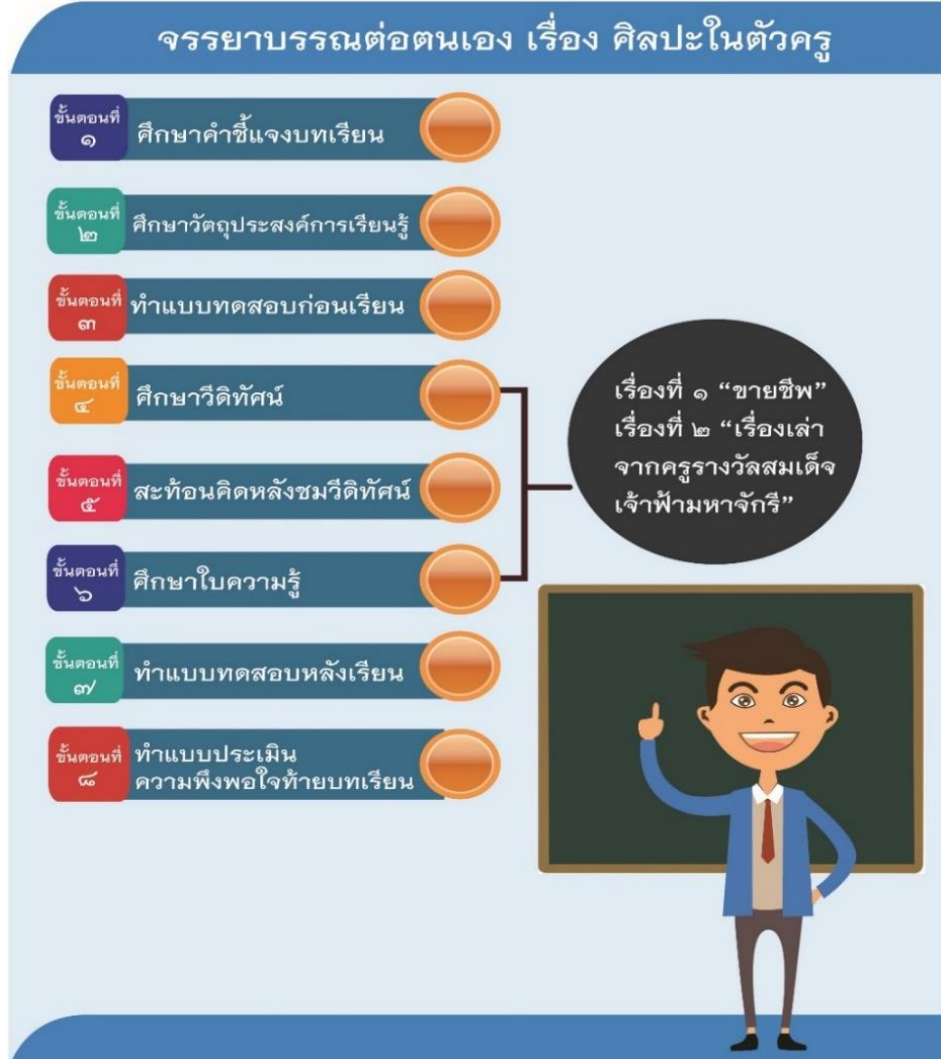 จรรยาบรรณต่อตนเอง เรื่อง ศิลปะในตัวครู
ขั้นตอนที่
๑
ศึกษาคำชี้แจงบทเรียน
ขั้นตอนที่
๒
ศึกษาวัตถุประสงค์การเรียนรู้
ขั้นตอนที่
๓
ทำแบบทดสอบก่อนเรียน
ขั้นตอนที่
๔
ศึกษาวีดิทัศน์
ขั้นตอนที่
๕
สะท้อนคิดหลังชมวีดิทัศน์
ขั้นตอนที่
๖
ศึกษาใบความรู้
ขั้นตอนที่
๗
ทำแบบทดสอบหลังเรียน
ขั้นตอนที่
๘
ทำแบบประเมิน
ความพึงพอใจท้ายบทเรียน
เรื่องที่ ๑ “ขายชีพ”
เรื่องที่ ๒ “เรื่องเล่า
จากครูรางวัลสมเด็จ
เจ้าฟ้ามหาจักรี”